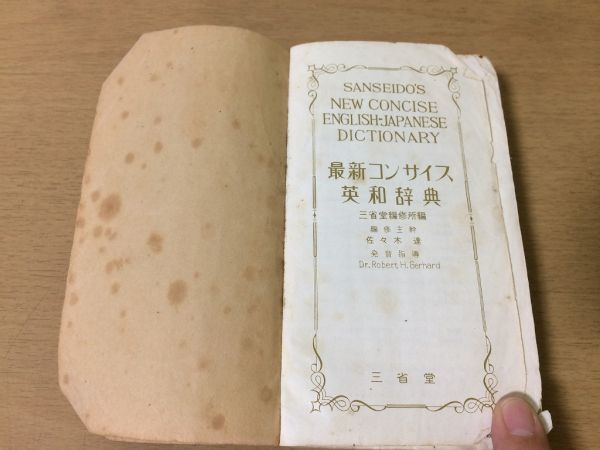 SANSEIDO'S
NEW CONCISE
ENGLISH-JAPANESE
DICTIONARY
最新コンサイス
英和辞典
三省堂編修所編
編修主幹
佐々木達
発音指導
Dr. Robert H. Gerhard
三省堂